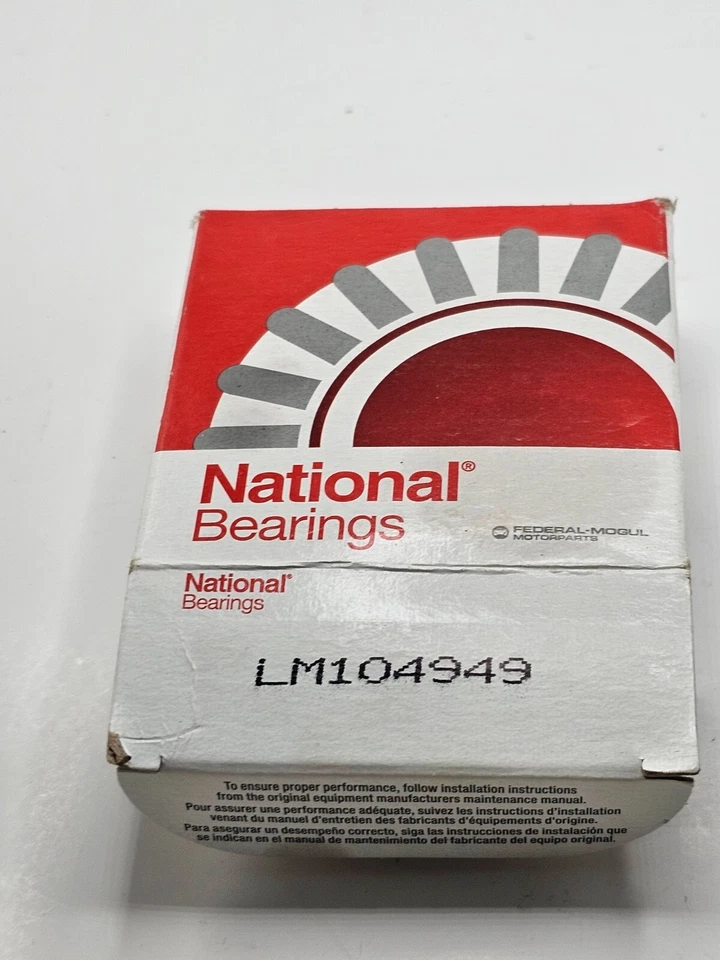 National®
Bearings
FEDERAL-MOGUL
MOTORPARTS
National®
Bearings
LM104949
To ensure proper performance, follow installation instructions
from the original equipment manufacturers maintenance manual.
Pour assurer une performance adéquate, suivez les instructions d'installation
venant du manuel d'entretien des fabricants d'équipements d'origine.
Para asegurar un desempeño correcto, siga las instrucciones de instalación que
se indican en el manual de mantenimiento del fabricante del equipo original.